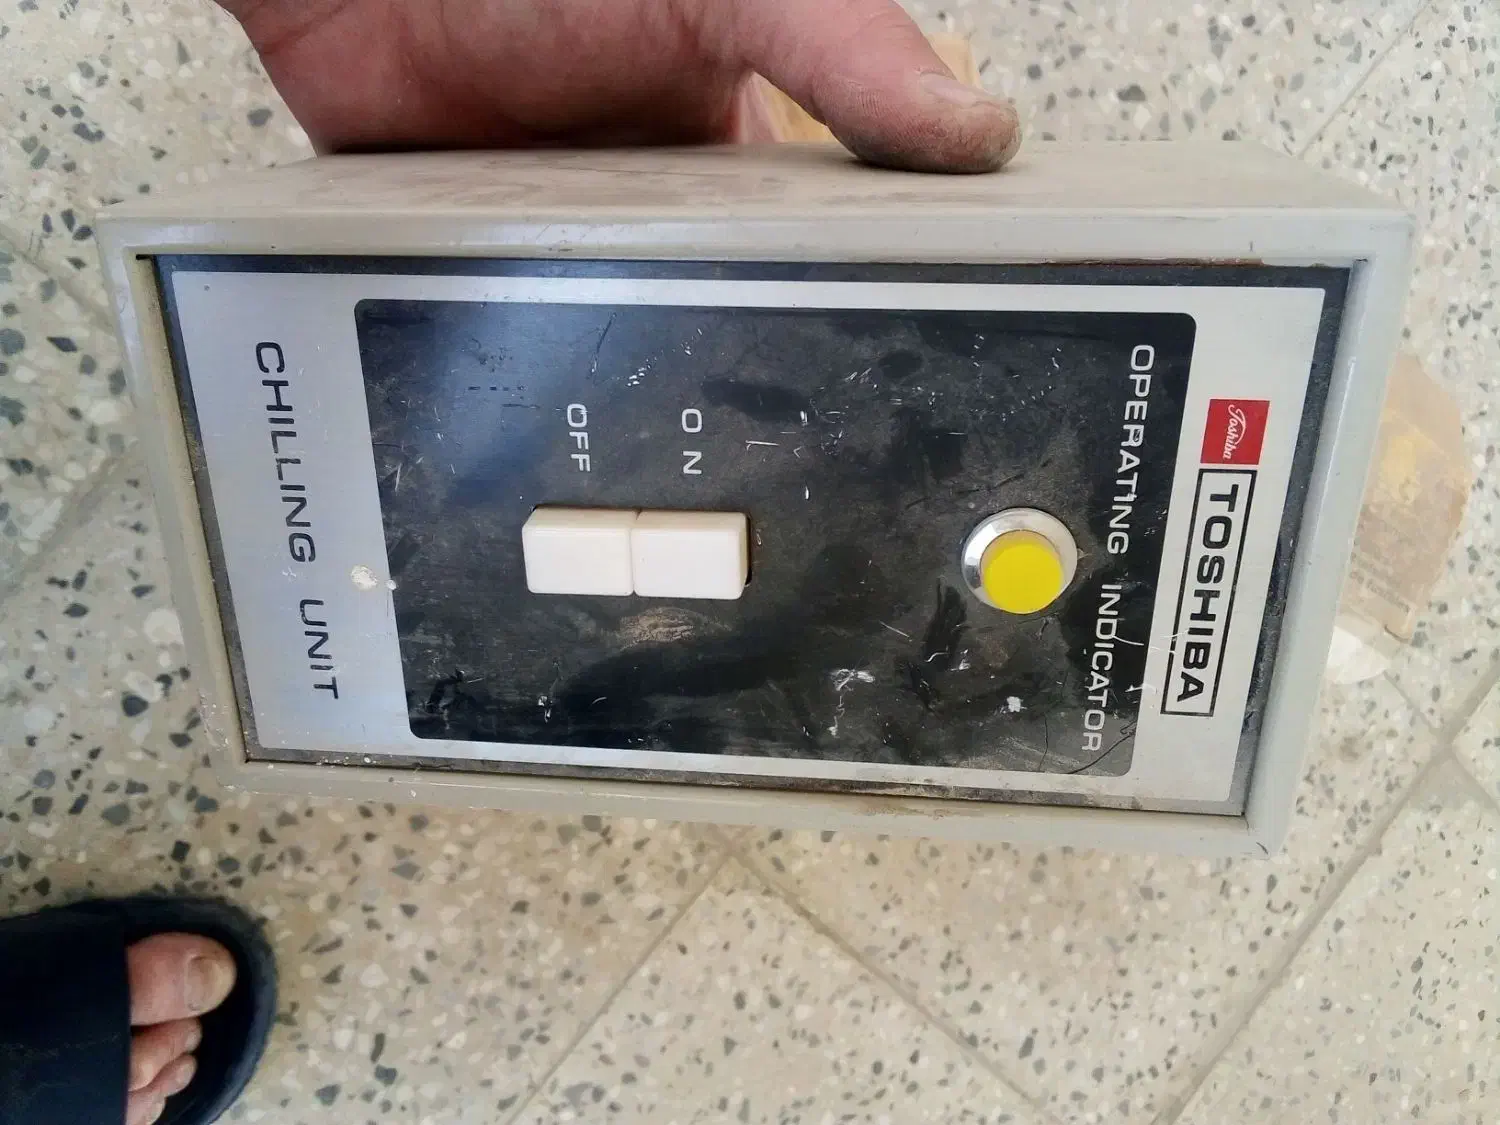 Toshiba
TOSHIBA
OPERATING INDICATOR
ON
OFF
CHILLING UNIT